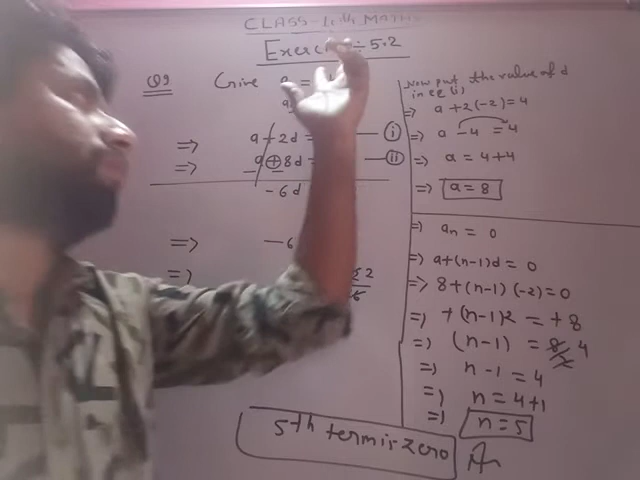 CLASS-10th MATHS
Exercise÷5.2
Q9 Give a =
a+2d = —(i)
⇒ a+8d = —(ii)
⇒ - -
-6d
⇒ -6
⇒ 2
Now put the value of d
in eq (i)
⇒ a+2(-2)=4
⇒ a -4 = 4
⇒ a = 4+4
⇒ a = 8
⇒ an = 0
⇒ a+(n-1)d = 0
⇒ 8+(n-1)(-2)=0
⇒ +(n-1)2 = +8
⇒ (n-1) = 8/2 4
⇒ n-1 = 4
⇒ n = 4+1
⇒ n = 5
5th term is zero